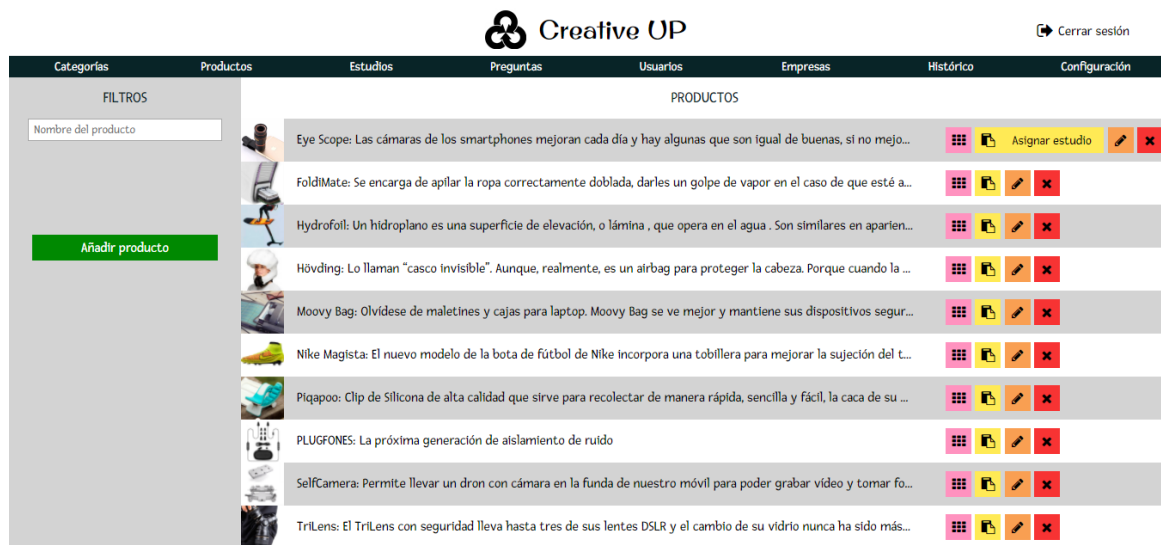 Creative UP
Cerrar sesión
Categorías Productos Estudios Preguntas Usuarios Empresas Histórico Configuración
FILTROS
Nombre del producto
Añadir producto
PRODUCTOS
Eye Scope: Las cámaras de los smartphones mejoran cada día y hay algunas que son igual de buenas, si no mejo...
Asignar estudio
FoldiMate: Se encarga de apilar la ropa correctamente doblada, darles un golpe de vapor en el caso de que esté a...
Hydrofoil: Un hidroplano es una superficie de elevación, o lámina , que opera en el agua . Son similares en aparien...
Hövding: Lo llaman “casco invisible”. Aunque, realmente, es un airbag para proteger la cabeza. Porque cuando la ...
Moovy Bag: Olvídese de maletines y cajas para laptop. Moovy Bag se ve mejor y mantiene sus dispositivos segur...
Nike Magista: El nuevo modelo de la bota de fútbol de Nike incorpora una tobillera para mejorar la sujeción del t...
Piqapoo: Clip de Silicona de alta calidad que sirve para recolectar de manera rápida, sencilla y fácil, la caca de su ...
PLUGFONES: La próxima generación de aislamiento de ruido
SelfCamera: Permite llevar un dron con cámara en la funda de nuestro móvil para poder grabar vídeo y tomar fo...
TriLens: El TriLens con seguridad lleva hasta tres de sus lentes DSLR y el cambio de su vidrio nunca ha sido más...